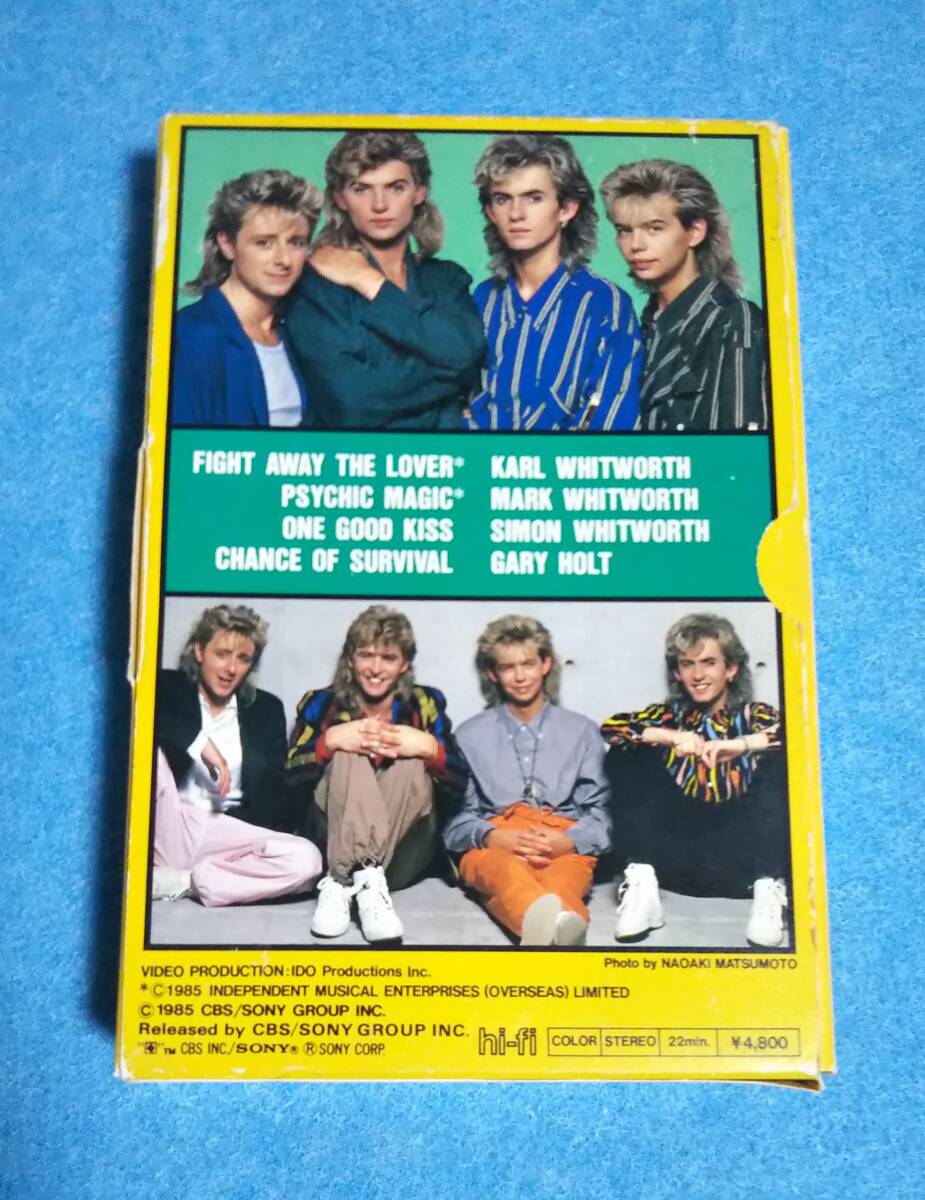 FIGHT AWAY THE LOVER* KARL WHITWORTH
PSYCHIC MAGIC* MARK WHITWORTH
ONE GOOD KISS SIMON WHITWORTH
CHANCE OF SURVIVAL GARY HOLT
Photo by NAOAKI MATSUMOTO
VIDEO PRODUCTION:IDO Productions Inc.
*©1985 INDEPENDENT MUSICAL ENTERPRISES (OVERSEAS) LIMITED
©1985 CBS/SONY GROUP INC.
Released by CBS/SONY GROUP INC.
"™ CBS INC./SONY® ®SONY CORP.
hi-fi COLOR STEREO 22min. ¥4,800